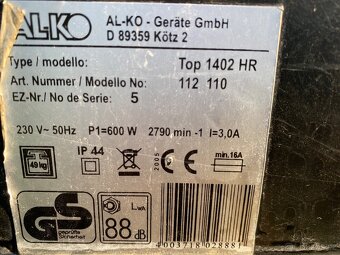 AL-KO
AL-KO - Geräte GmbH
D 89359 Kötz 2
Type / modello: Top 1402 HR
Art. Nummer / Modello No: 112 110
EZ-Nr./ No de Serie: 5
230 V~ 50Hz P1=600 W 2790 min -1 I=3,0A
49 kg
IP 44
2005
min.16A
GS
geprüfte
Sicherheit
LWA
88 dB
4003718028881